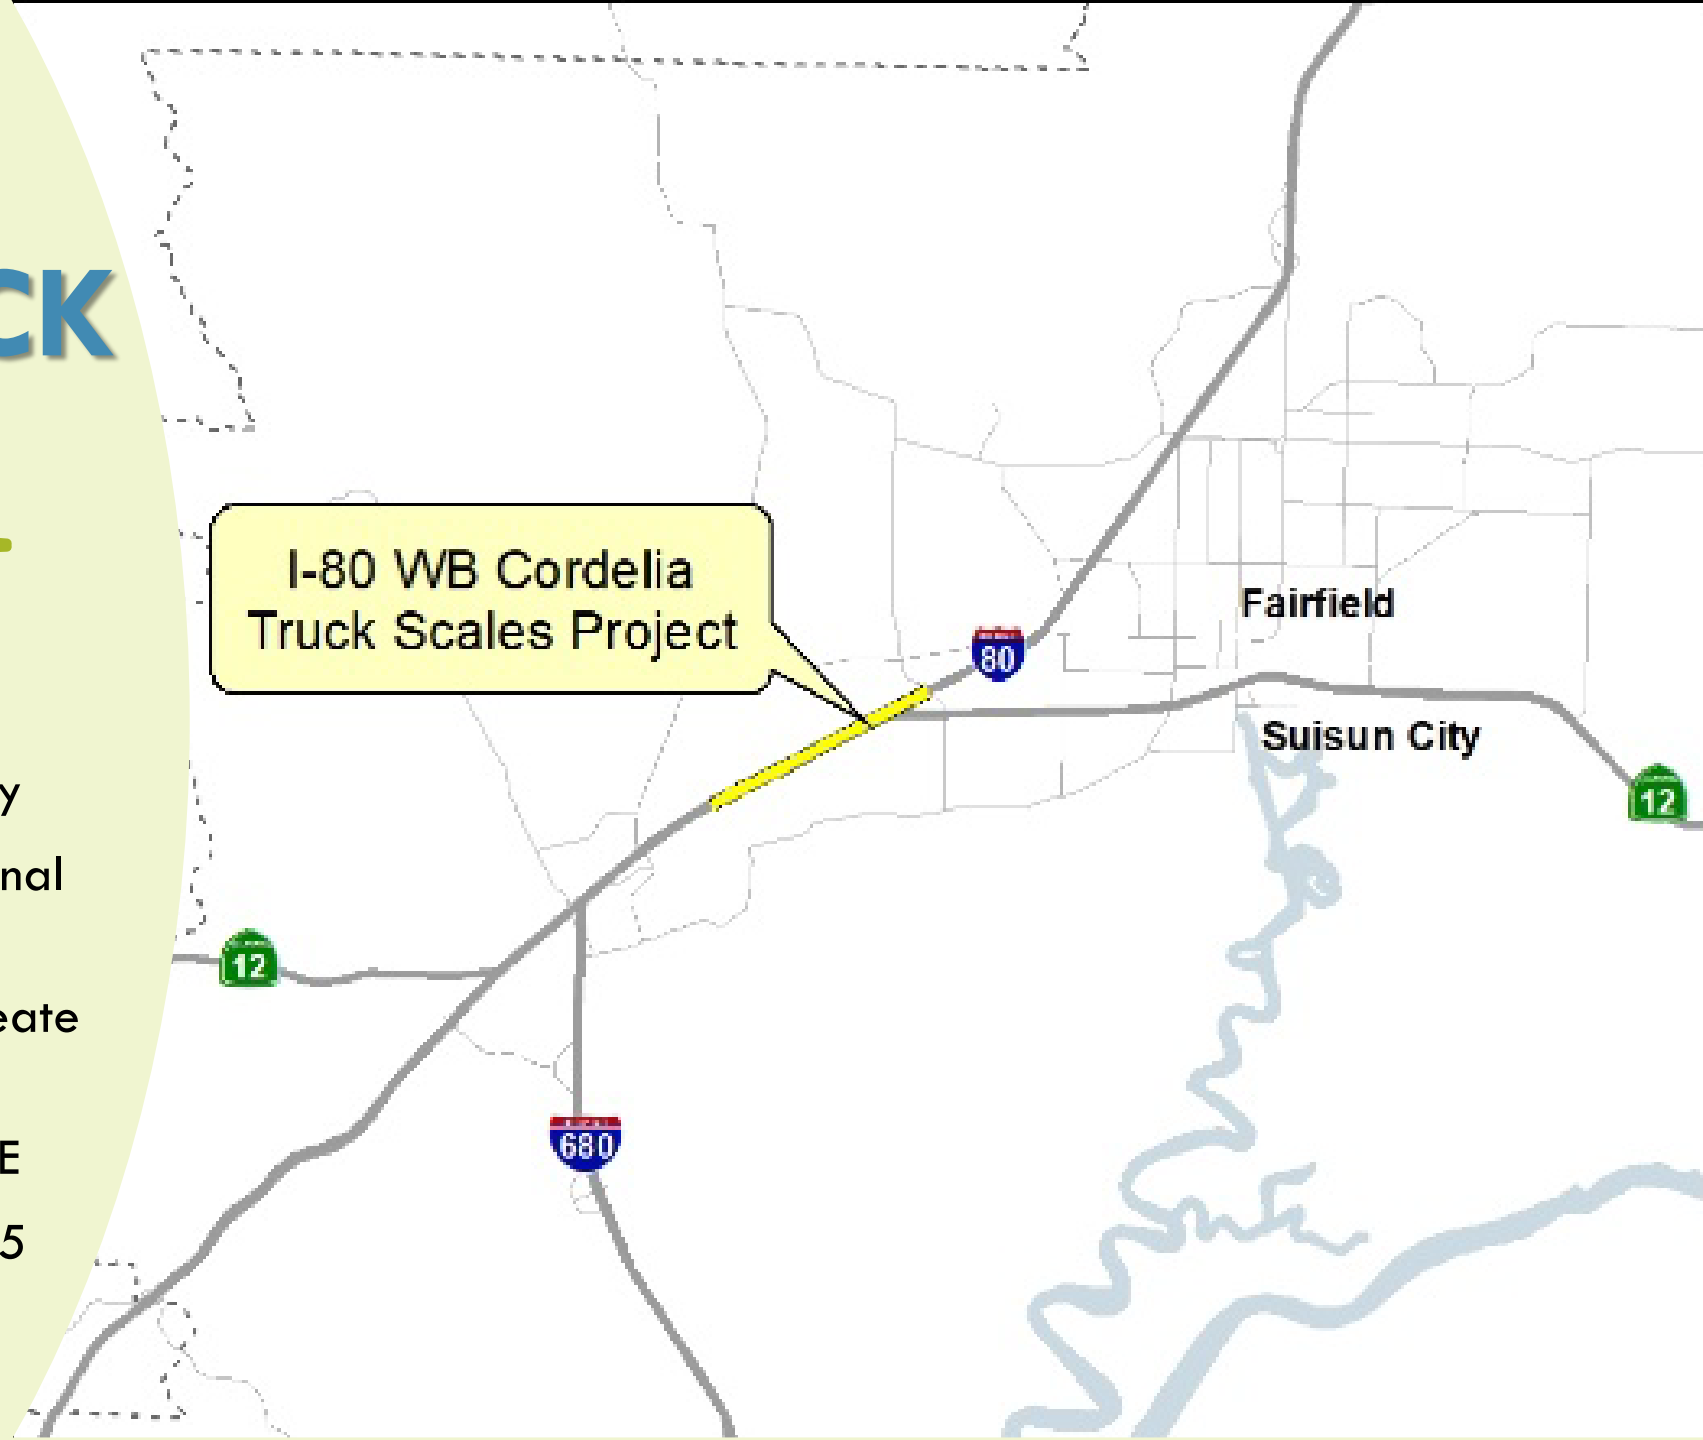 CK
y
nal
eate
E
5
I-80 WB Cordelia
Truck Scales Project
80
Fairfield
Suisun City
12
12
680